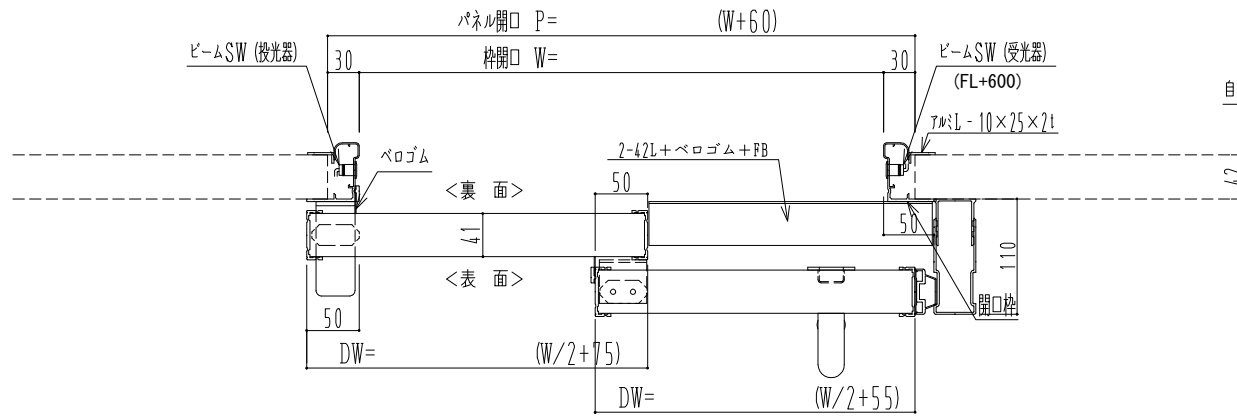 パネル開口 P= (W+60)
ビームSW (投光器)
30
枠開口 W=
30
ビームSW (受光器)
(FL+600)
自
アルミL - 10×25×2t
ベロゴム
2-42L+ベロゴム+FB
<裏 面>
50
50
42
41
110
<表 面>
開口枠
50
DW= (W/2+75)
DW= (W/2+55)